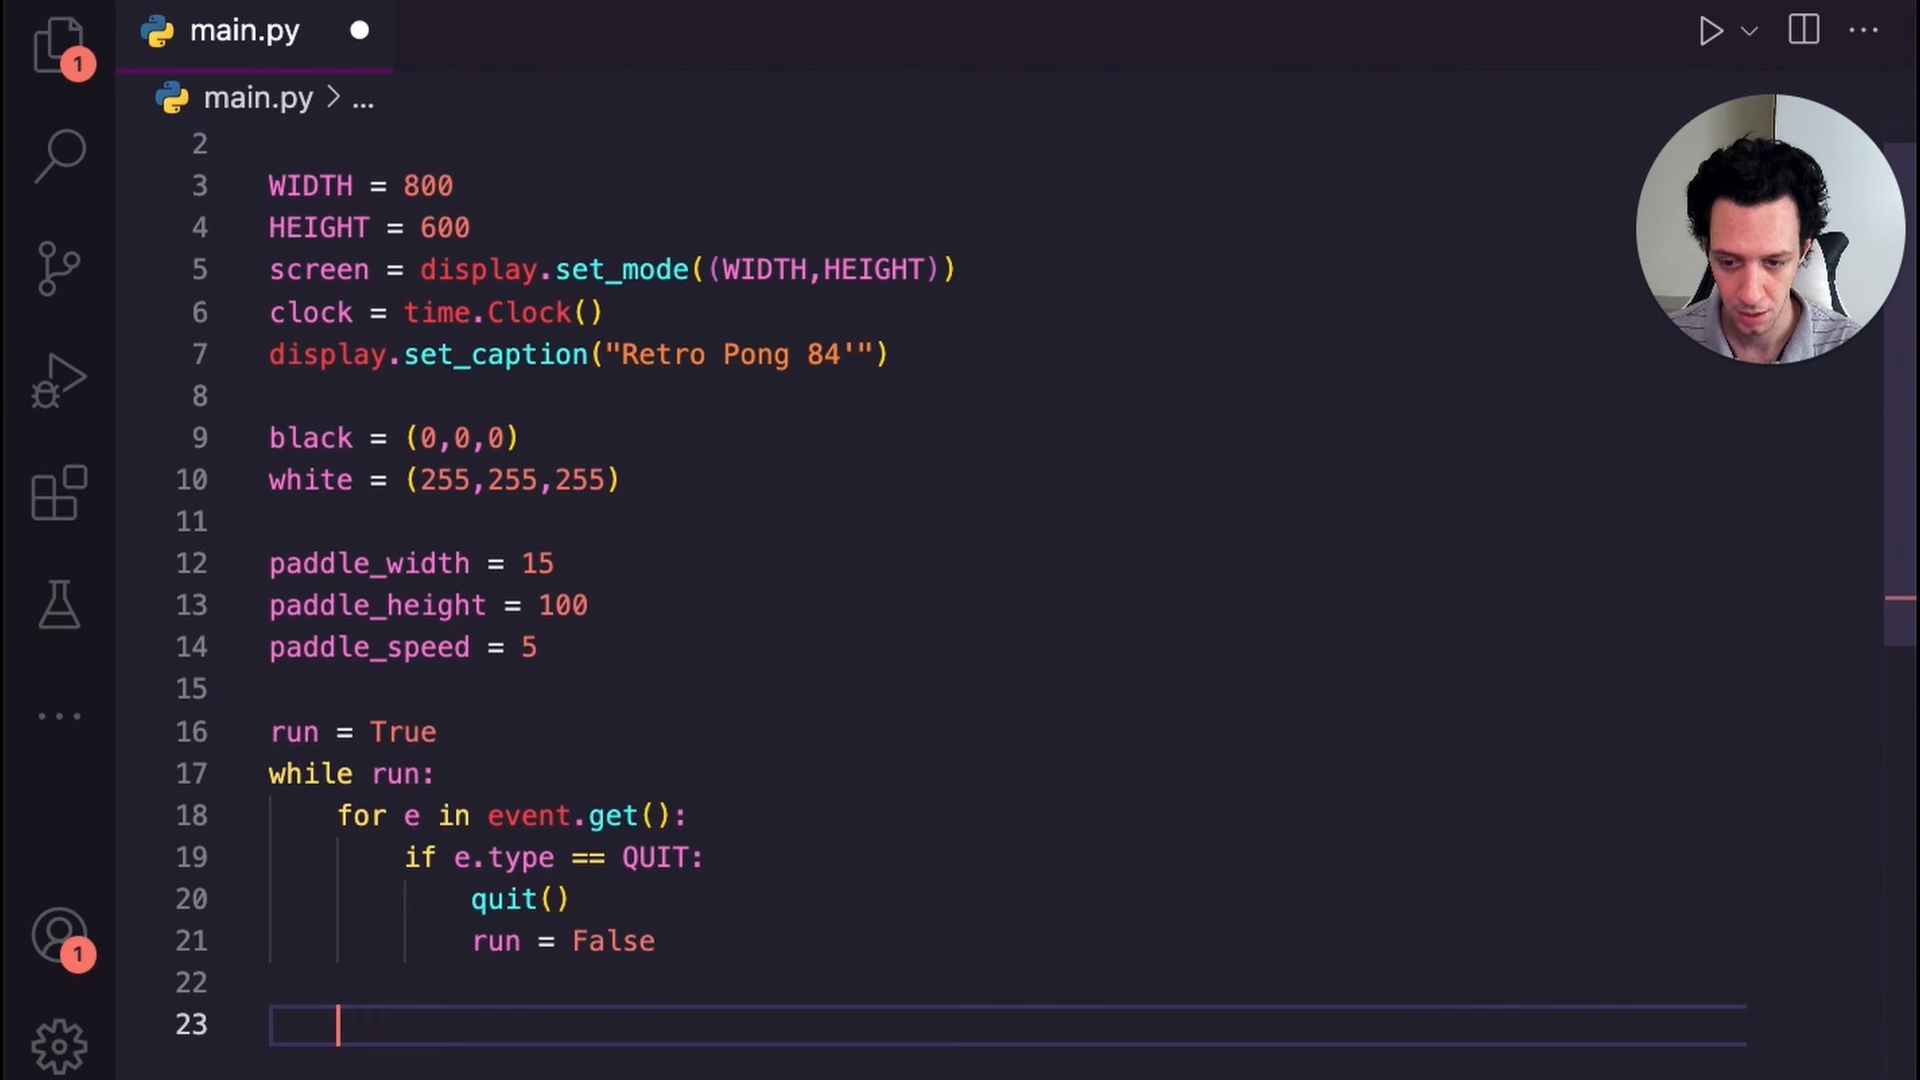 main.py
main.py > ...
1
2
3 WIDTH = 800
4 HEIGHT = 600
5 screen = display.set_mode((WIDTH,HEIGHT))
6 clock = time.Clock()
7 display.set_caption("Retro Pong 84'")
8
9 black = (0,0,0)
10 white = (255,255,255)
11
12 paddle_width = 15
13 paddle_height = 100
14 paddle_speed = 5
15
16 run = True
17 while run:
18 for e in event.get():
19 if e.type == QUIT:
20 quit()
21 run = False
22
23
1